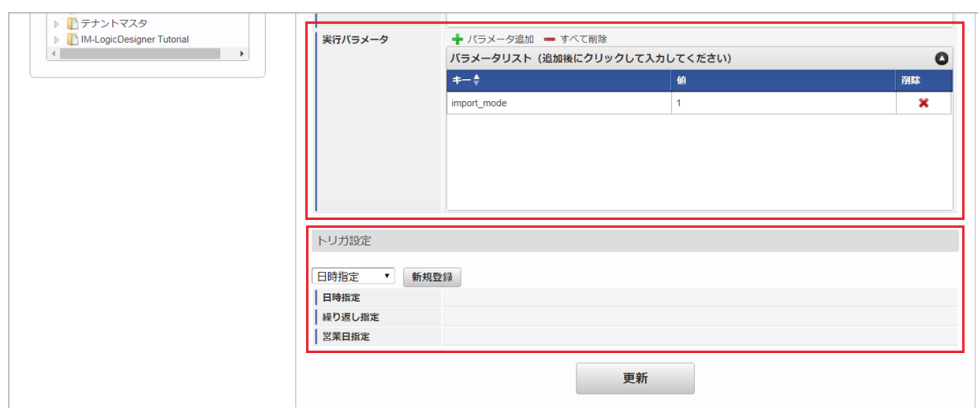 テナントマスタ
IM-LogicDesigner Tutorial
実行パラメータ
パラメータ追加 すべて削除
パラメータリスト（追加後にクリックして入力してください）
キー 値 削除
import_mode 1
トリガ設定
日時指定 新規登録
日時指定
繰り返し指定
営業日指定
更新